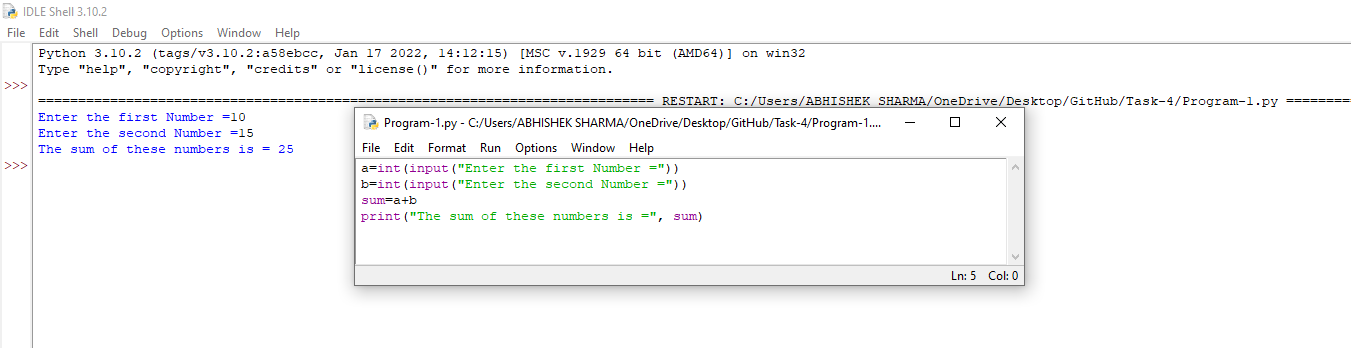 IDLE Shell 3.10.2
File Edit Shell Debug Options Window Help
Python 3.10.2 (tags/v3.10.2:a58ebcc, Jan 17 2022, 14:12:15) [MSC v.1929 64 bit (AMD64)] on win32
Type "help", "copyright", "credits" or "license()" for more information.
>>>
============================================================================= RESTART: C:/Users/ABHISHEK SHARMA/OneDrive/Desktop/GitHub/Task-4/Program-1.py ========
Enter the first Number =10
Enter the second Number =15
The sum of these numbers is = 25
>>>
Program-1.py - C:/Users/ABHISHEK SHARMA/OneDrive/Desktop/GitHub/Task-4/Program-1....
File Edit Format Run Options Window Help
a=int(input("Enter the first Number ="))
b=int(input("Enter the second Number ="))
sum=a+b
print("The sum of these numbers is =", sum)
Ln: 5 Col: 0